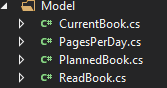 Model
C# CurrentBook.cs
C# PagesPerDay.cs
C# PlannedBook.cs
C# ReadBook.cs